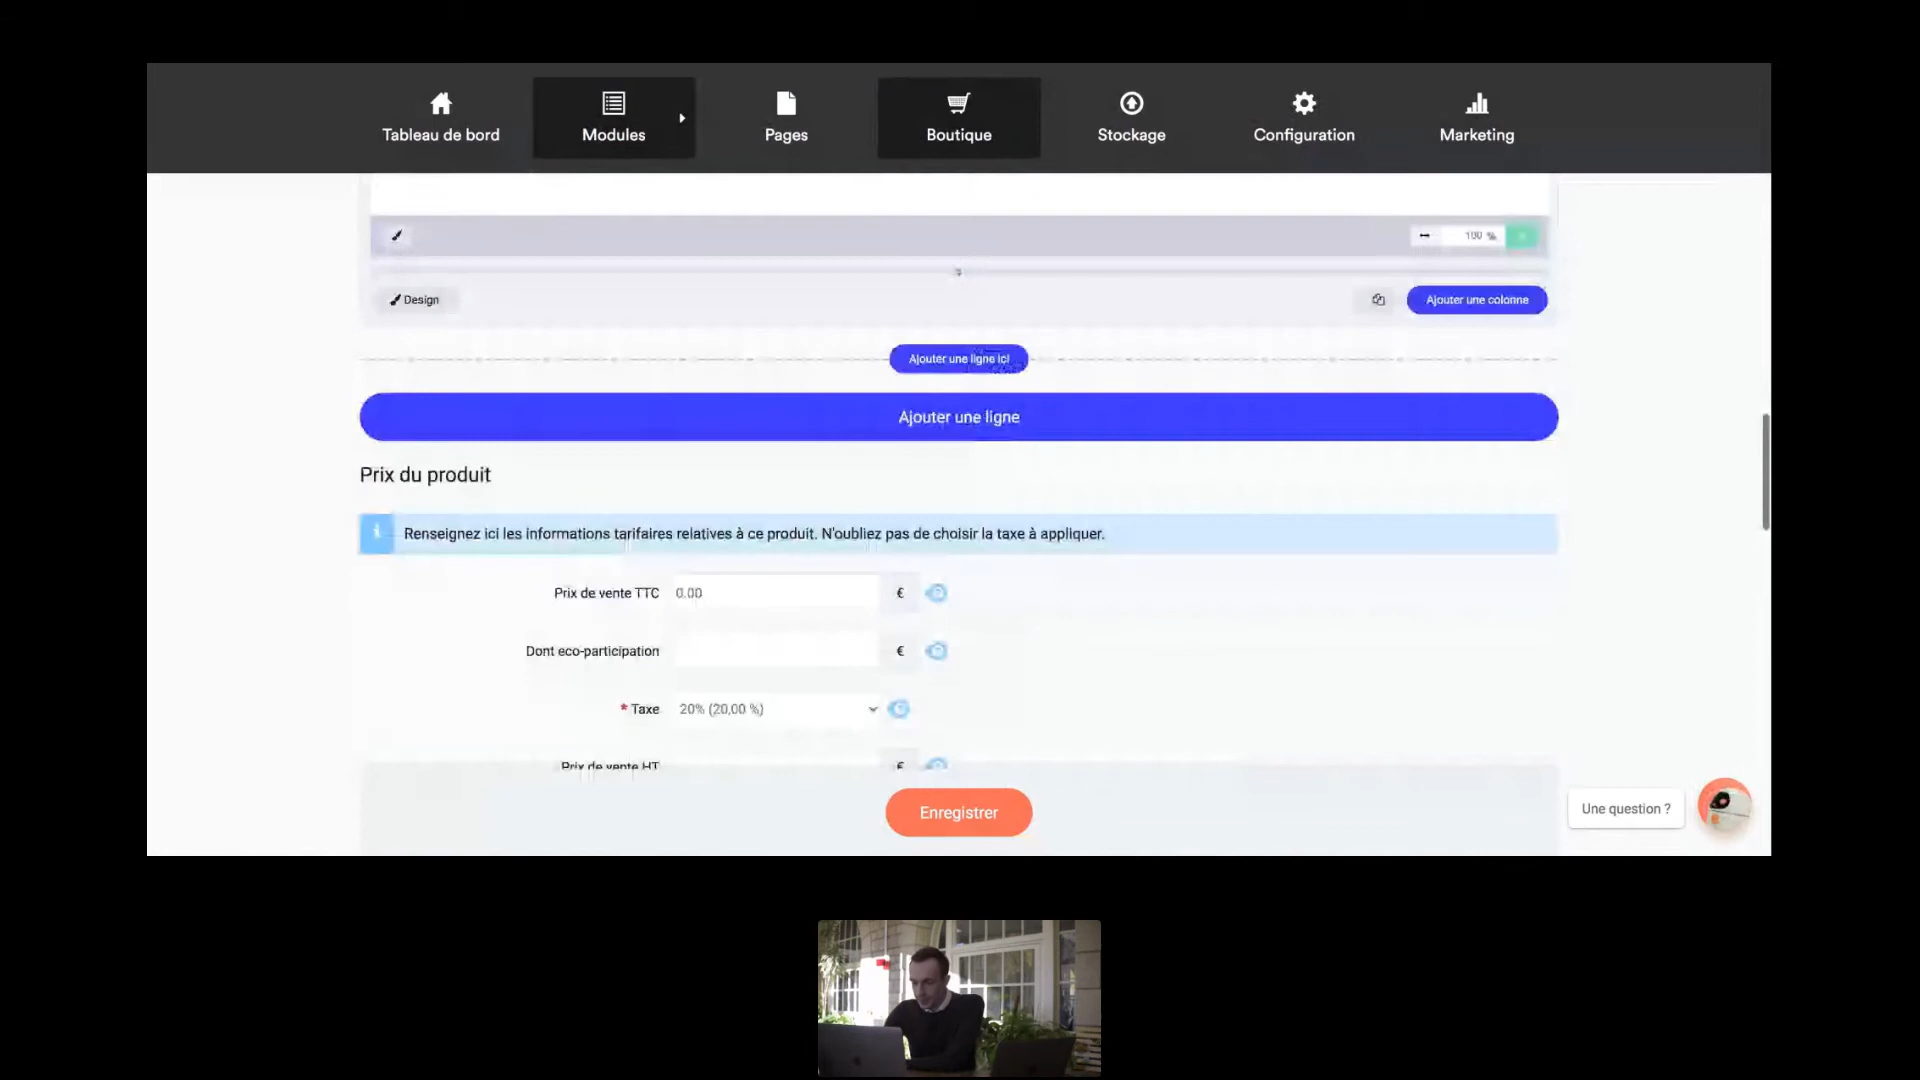 Tableau de bord
Modules
Pages
Boutique
Stockage
Configuration
Marketing
100 %
Design
Ajouter une colonne
Ajouter une ligne ici
Ajouter une ligne
Prix du produit
Renseignez ici les informations tarifaires relatives à ce produit. N'oubliez pas de choisir la taxe à appliquer.
Prix de vente TTC 0.00 €
Dont eco-participation €
* Taxe 20% (20,00 %)
Prix de vente HT €
Enregistrer
Une question ?